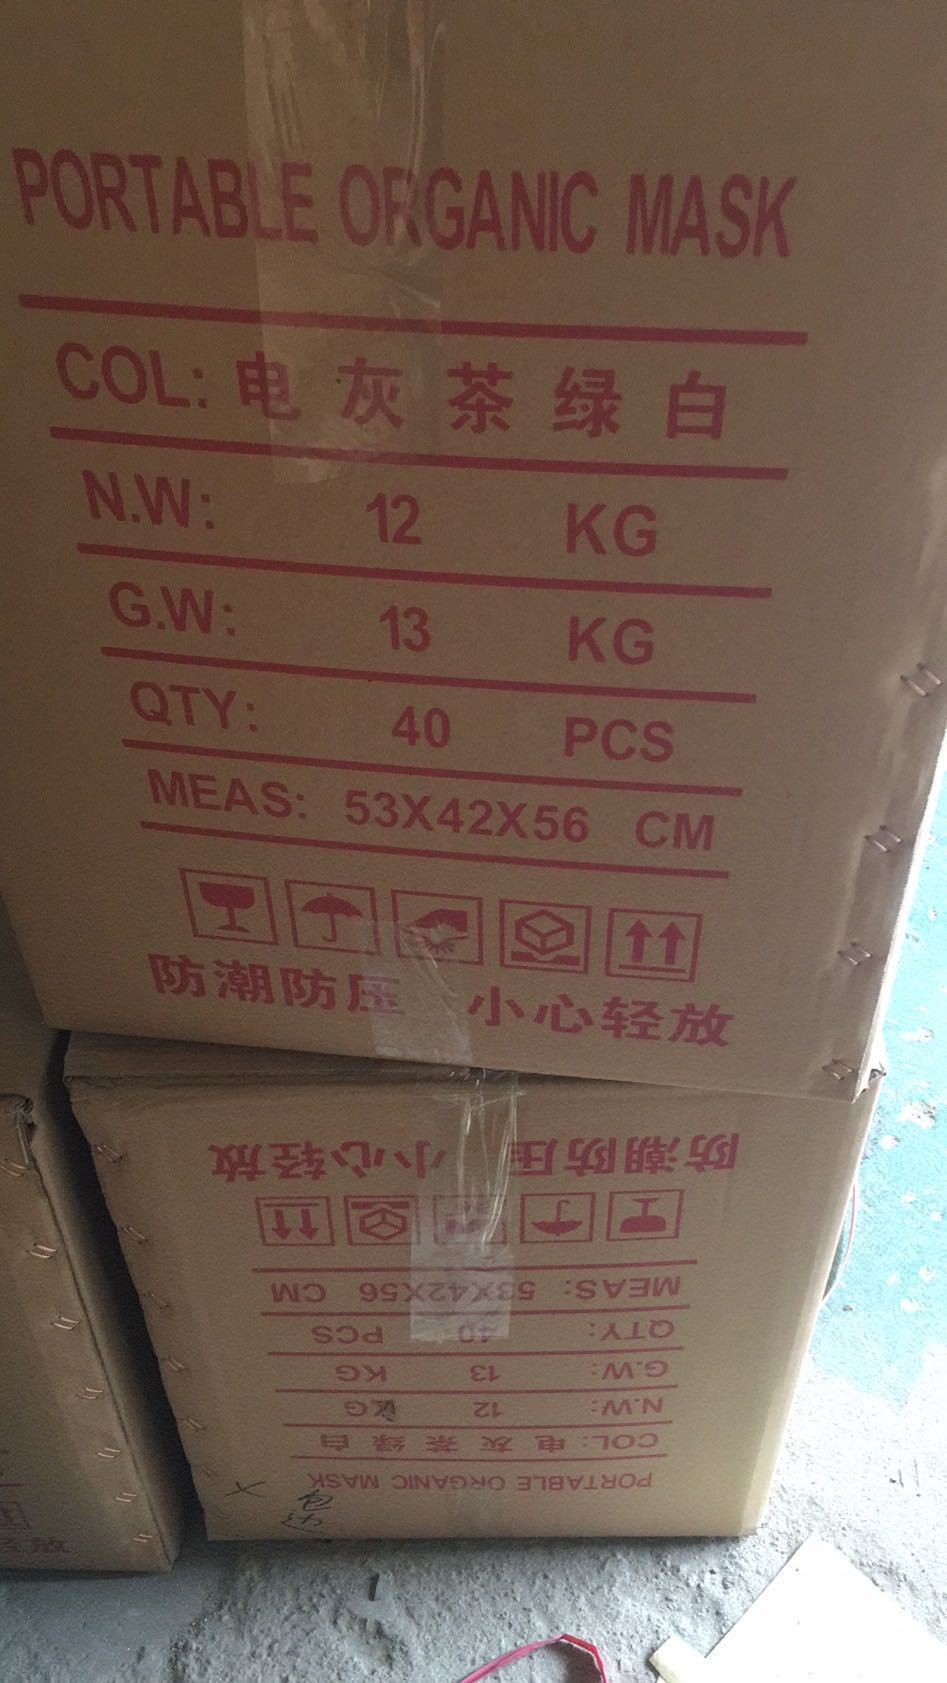 PORTABLE ORGANIC MASK
COL: 电 灰 茶 绿 白
N.W: 12 KG
G.W: 13 KG
QTY: 40 PCS
MEAS: 53X42X56 CM
防潮防压 小心轻放
防潮防压 小心轻放
MEAS: 53X42X56 CM
QTY: 40 PCS
G.W: 13 KG
N.W: 12 KG
COL: 电 灰 茶 绿 白
PORTABLE ORGANIC MASK